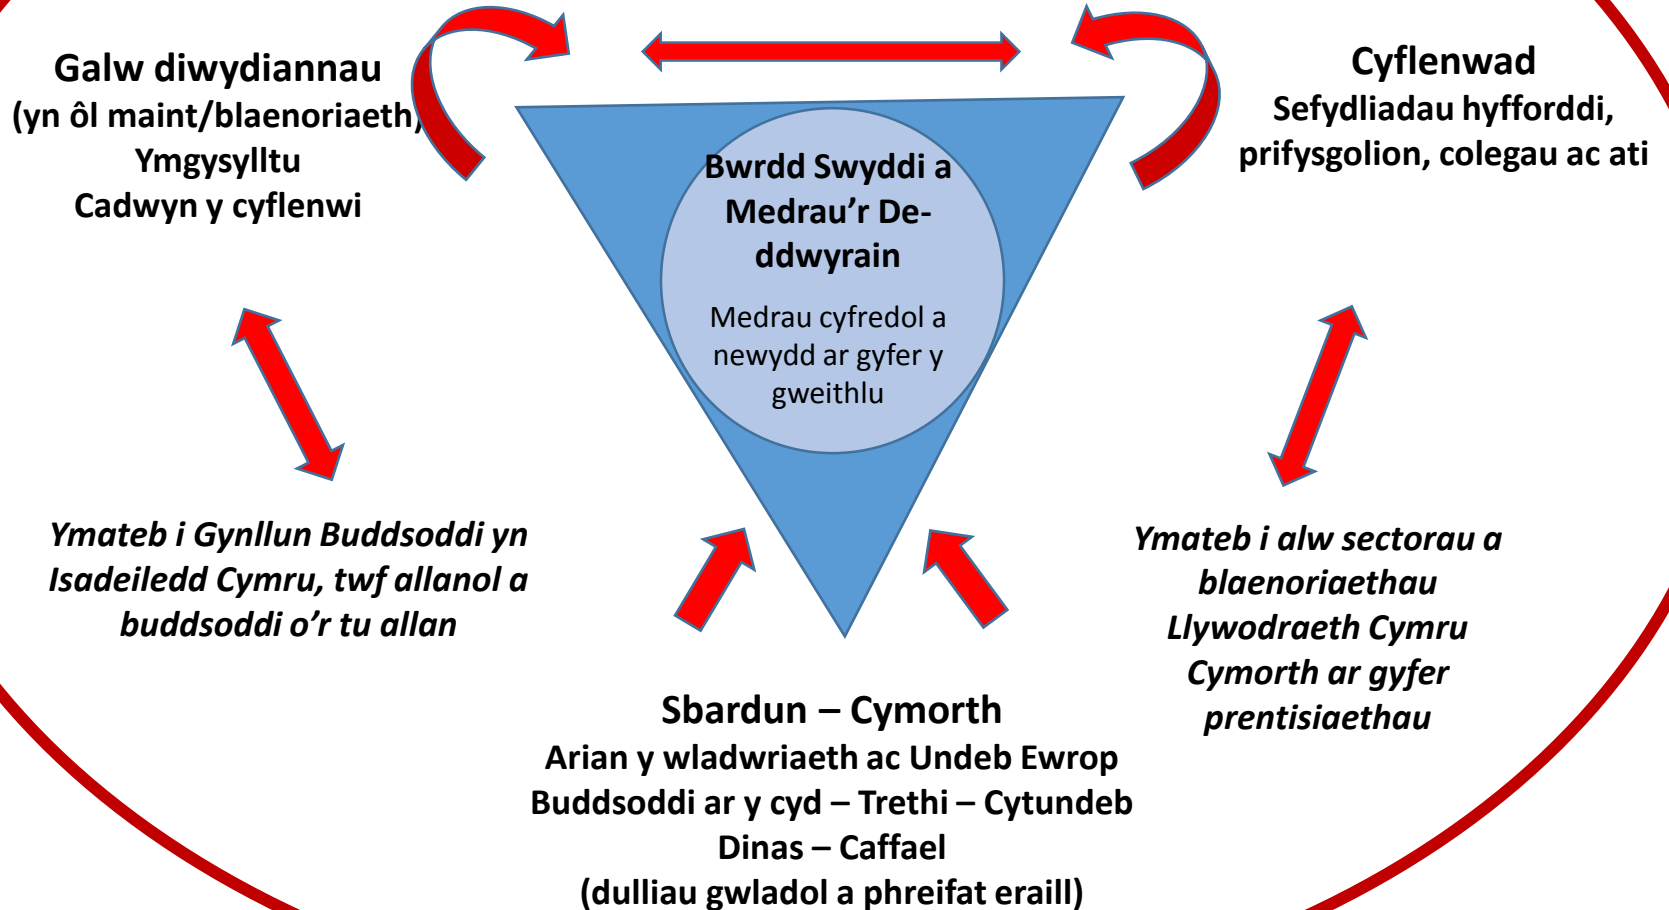 Galw diwydiannau
(yn ôl maint/blaenoriaeth)
Ymgysylltu
Cadwyn y cyflenwi
Bwrdd Swyddi a
Medrau’r De-
ddwyrain
Medrau cyfredol a
newydd ar gyfer y
gweithlu
Cyflenwad
Sefydliadau hyfforddi,
prifysgolion, colegau ac ati
Ymateb i Gynllun Buddsoddi yn
Isadeiledd Cymru, twf allanol a
buddsoddi o’r tu allan
Ymateb i alw sectorau a
blaenoriaethau
Llywodraeth Cymru
Cymorth ar gyfer
prentisiaethau
Sbardun – Cymorth
Arian y wladwriaeth ac Undeb Ewrop
Buddsoddi ar y cyd – Trethi – Cytundeb
Dinas – Caffael
(dulliau gwladol a phreifat eraill)